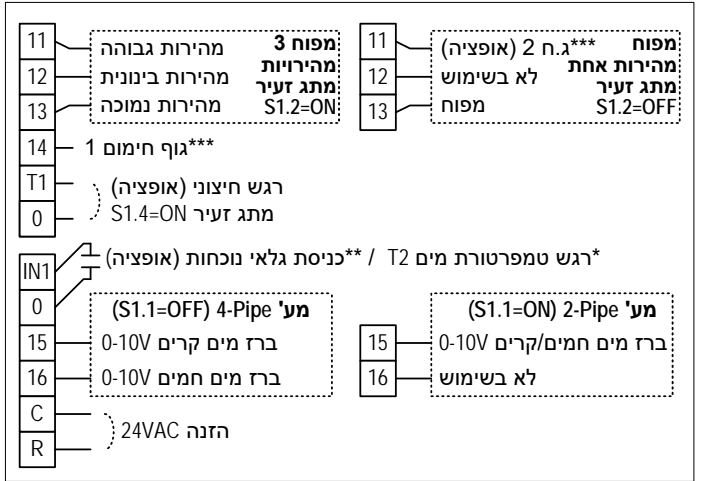 11 מהירות גבוהה מפוח 3
12 מהירות בינונית מהירויות
מתג זעיר
13 מהירות נמוכה S1.2=ON
11 ***ג.ח 2 (אופציה) מפוח
מהירות אחת
12 לא בשימוש מתג זעיר
13 מפוח S1.2=OFF
14 ***גוף חימום 1
T1 רגש חיצוני (אופציה)
0 מתג זעיר S1.4=ON
IN1 *רגש טמפרטורת מים T2 / **כניסת גלאי נוכחות (אופציה)
0
מע' 4-Pipe (S1.1=OFF)
15 ברז מים קרים 0-10V
16 ברז מים חמים 0-10V
מע' 2-Pipe (S1.1=ON)
15 ברז מים חמים/קרים 0-10V
16 לא בשימוש
C
הזנה 24VAC
R